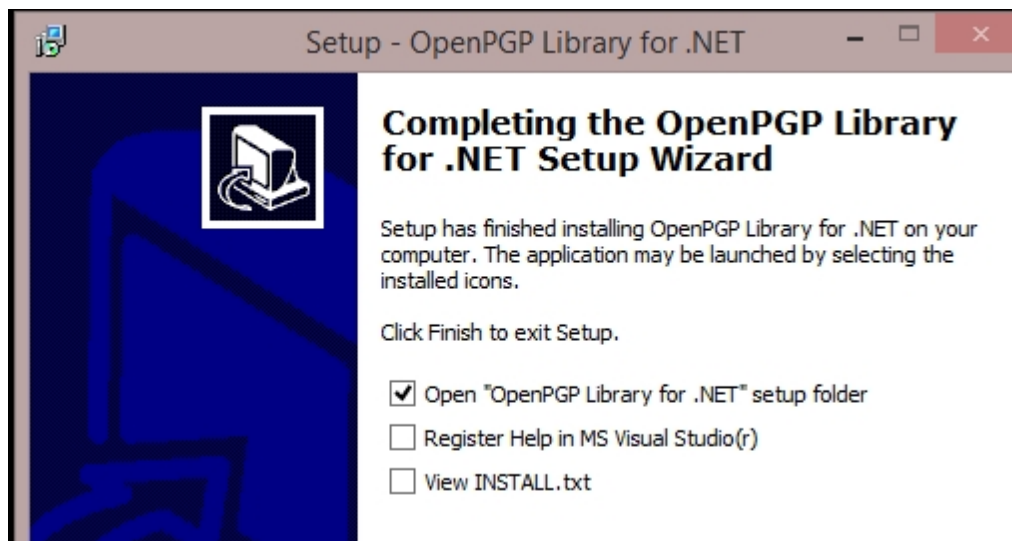 Setup - OpenPGP Library for .NET
Completing the OpenPGP Library
for .NET Setup Wizard
Setup has finished installing OpenPGP Library for .NET on your
computer. The application may be launched by selecting the
installed icons.
Click Finish to exit Setup.
Open "OpenPGP Library for .NET" setup folder
Register Help in MS Visual Studio(r)
View INSTALL.txt